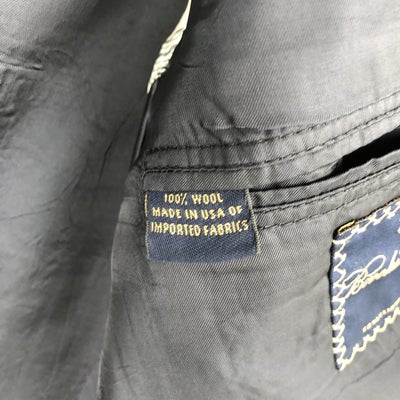 100% WOOL
MADE IN USA OF
IMPORTED FABRICS